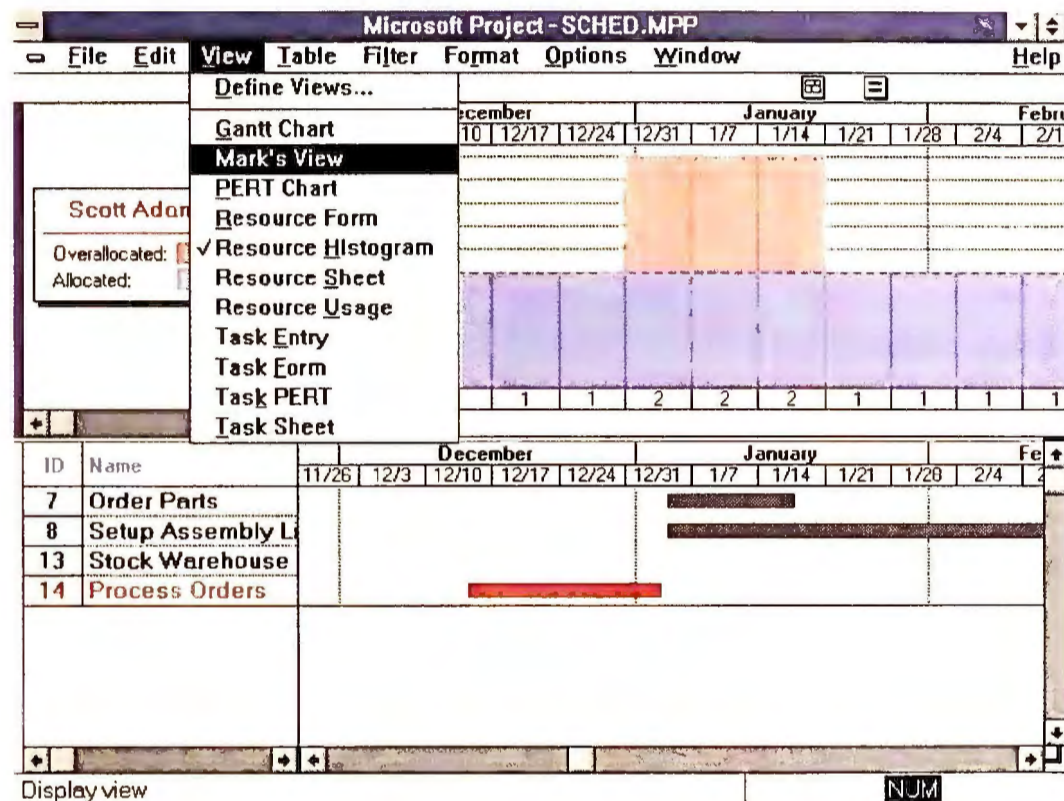 Microsoft Project - SCHED.MPP
File Edit View Table Filter Format Options Window Help
Define Views...
Gantt Chart
Mark's View
PERT Chart
Resource Form
✓ Resource Histogram
Resource Sheet
Resource Usage
Task Entry
Task Form
Task PERT
Task Sheet
Scott Adam
Overallocated:
Allocated:
ecember January Febru
10 12/17 12/24 12/31 1/7 1/14 1/21 1/28 2/4 2/1
1 1 2 2 2 1 1 1 1
ID Name
December January Fe
11/26 12/3 12/10 12/17 12/24 12/31 1/7 1/14 1/21 1/28 2/4 2
7 Order Parts
8 Setup Assembly Li
13 Stock Warehouse
14 Process Orders
Display view NUM